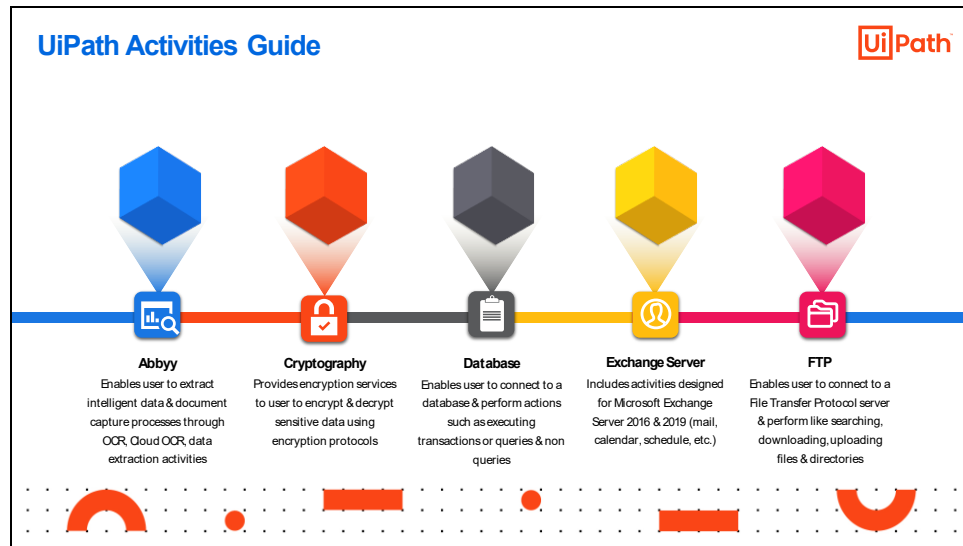 UiPath Activities Guide
UiPath
Abbyy
Enables user to extract
intelligent data & document
capture processes through
OCR, Cloud OCR, data
extraction activities
Cryptography
Provides encryption services
to user to encrypt & decrypt
sensitive data using
encryption protocols
Database
Enables user to connect to a
database & perform actions
such as executing
transactions or queries & non
queries
Exchange Server
Includes activities designed
for Microsoft Exchange
Server 2016 & 2019 (mail,
calendar, schedule, etc.)
FTP
Enables user to connect to a
File Transfer Protocol server
& perform like searching,
downloading, uploading
files & directories